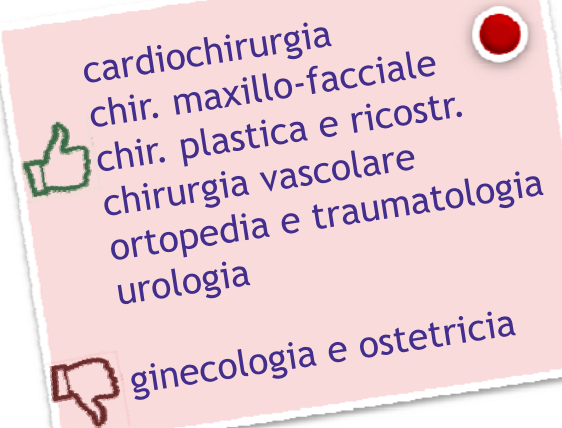 cardiochirurgia
chir. maxillo-facciale
chir. plastica e ricostr.
chirurgia vascolare
ortopedia e traumatologia
urologia
ginecologia e ostetricia